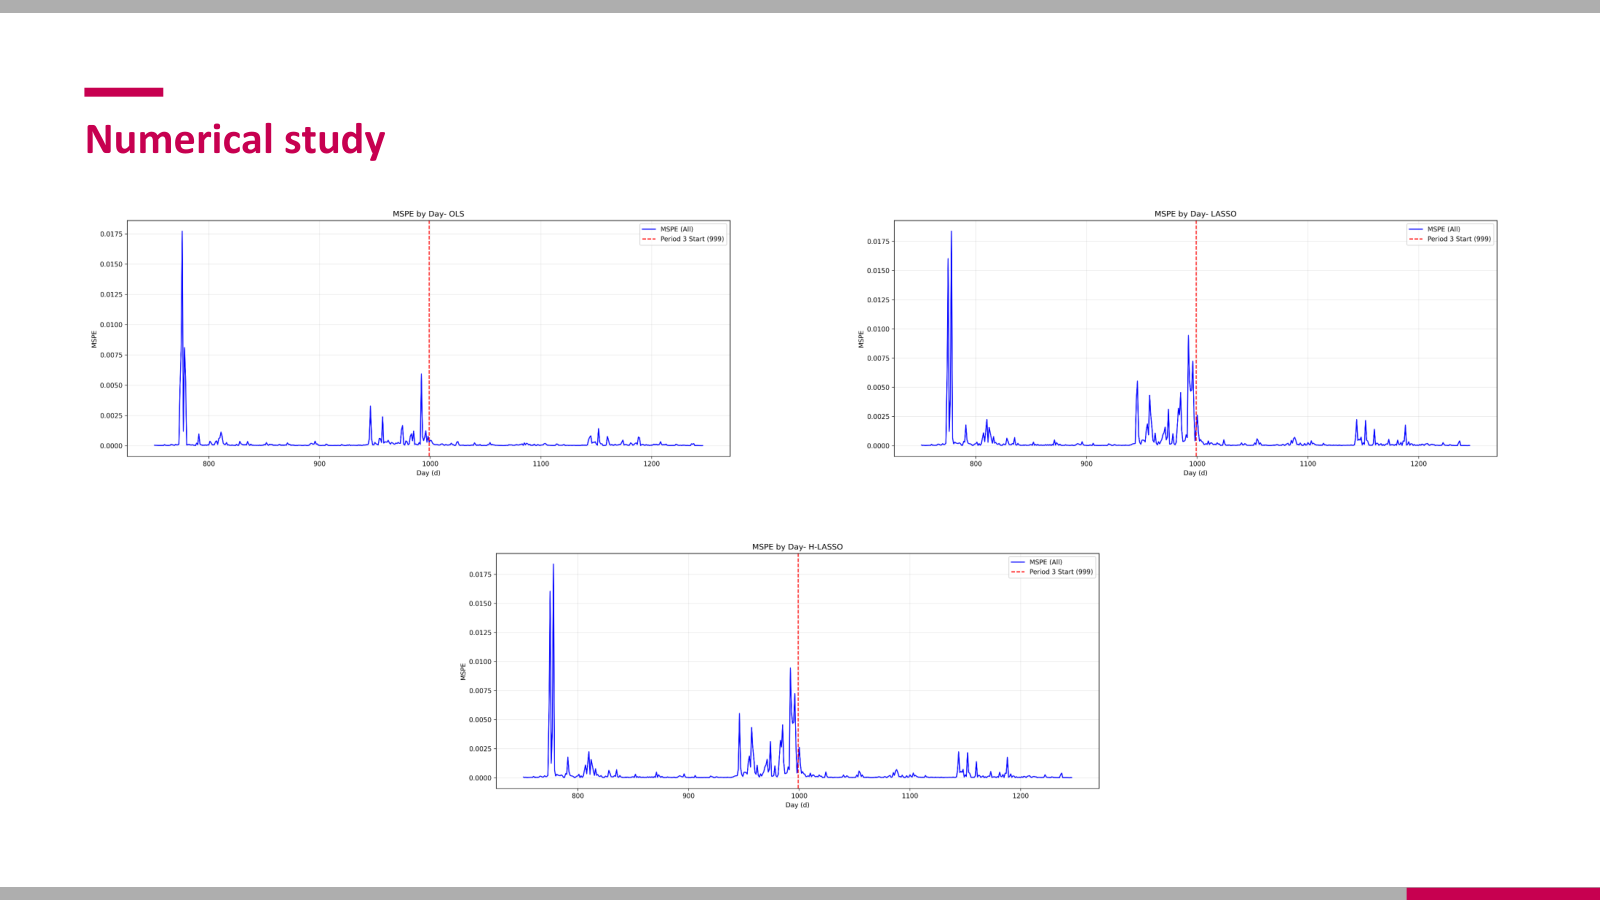 Numerical study
MSPE by Day- OLS
MSPE (All)
Period 3 Start (999)
0.0175
0.0150
0.0125
0.0100
0.0075
0.0050
0.0025
0.0000
MSPE
800
900
1000
1100
1200
Day (d)
MSPE by Day- LASSO
MSPE (All)
Period 3 Start (999)
0.0175
0.0150
0.0125
0.0100
0.0075
0.0050
0.0025
0.0000
MSPE
800
900
1000
1100
1200
Day (d)
MSPE by Day- H-LASSO
MSPE (All)
Period 3 Start (999)
0.0175
0.0150
0.0125
0.0100
0.0075
0.0050
0.0025
0.0000
MSPE
800
900
1000
1100
1200
Day (d)